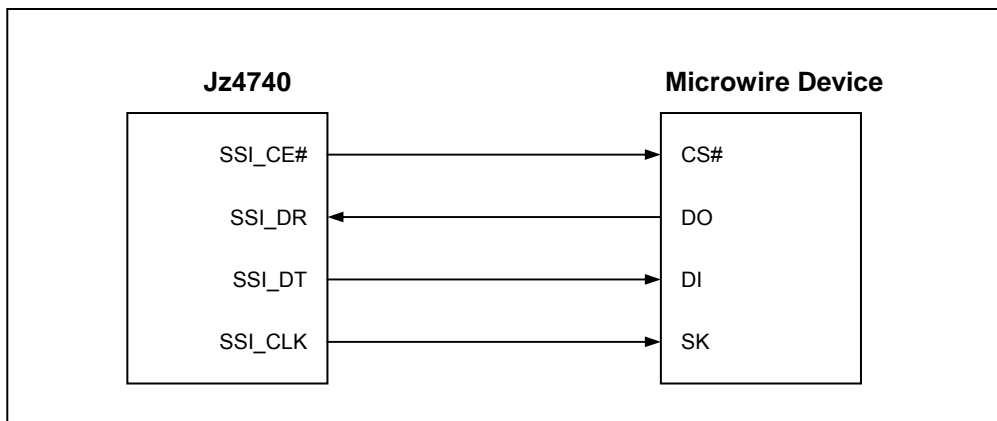 Jz4740 Microwire Device
SSI_CE# CS#
SSI_DR DO
SSI_DT DI
SSI_CLK SK